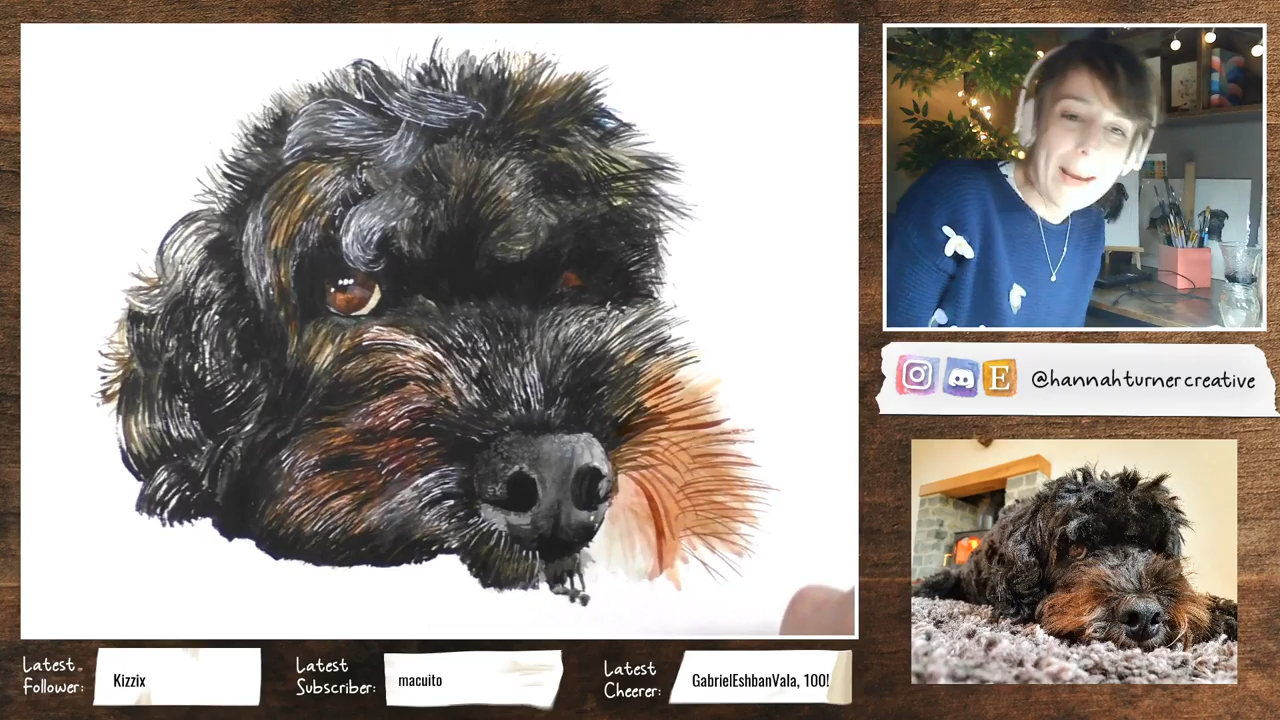 E @hannahturnercreative
Latest
Follower:
Kizzix
Latest
Subscriber:
macuito
Latest
Cheerer:
GabrielEshbanVala, 100!